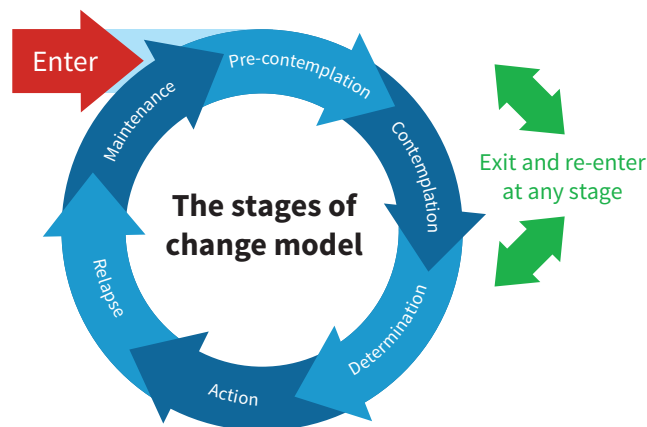 Enter
Pre-contemplation
Contemplation
Determination
Action
Relapse
Maintenance
The stages of
change model
Exit and re-enter
at any stage